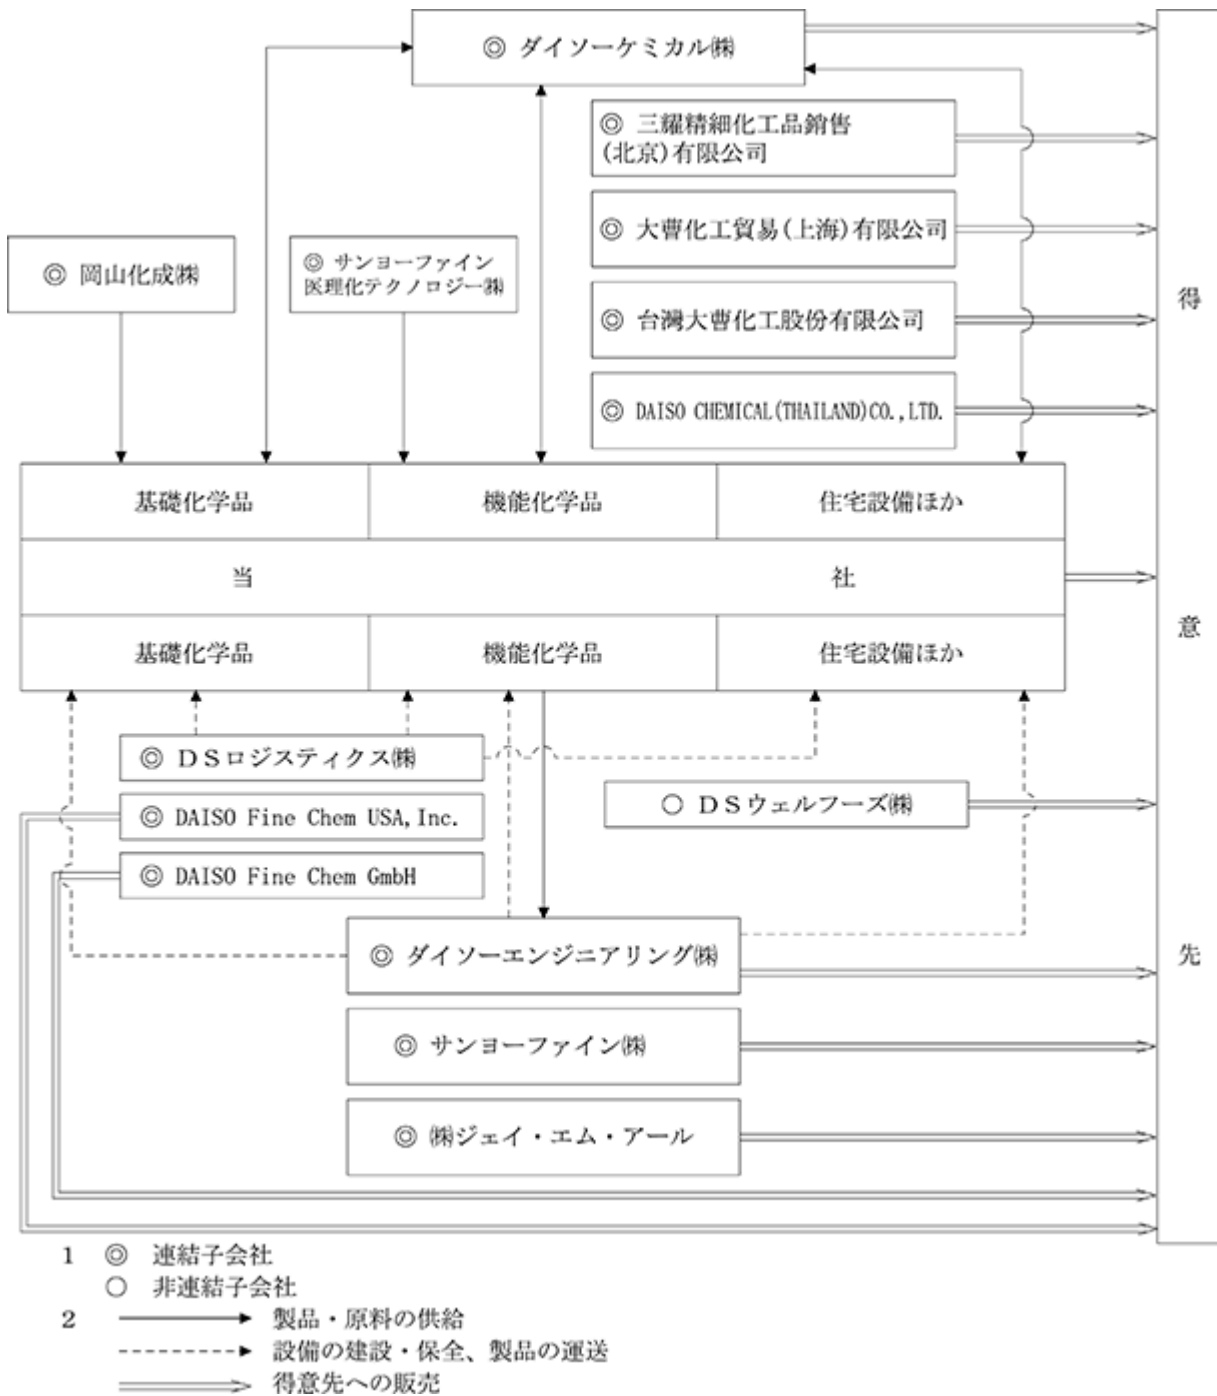 ◎ ダイソーケミカル㈱
◎ 三耀精細化工品銷售
(北京)有限公司
◎ 大曹化工貿易(上海)有限公司
◎ 岡山化成㈱
◎ サンヨーファイン
医理化テクノロジー㈱
◎ 台灣大曹化工股份有限公司
◎ DAISO CHEMICAL(THAILAND)CO.,LTD.
得意先
基礎化学品
機能化学品
住宅設備ほか
当社
基礎化学品
機能化学品
住宅設備ほか
◎ DSロジスティクス㈱
◎ DAISO Fine Chem USA,Inc.
○ DSウェルフーズ㈱
◎ DAISO Fine Chem GmbH
◎ ダイソーエンジニアリング㈱
◎ サンヨーファイン㈱
◎ ㈱ジェイ・エム・アール
1 ◎ 連結子会社
○ 非連結子会社
2 製品・原料の供給
設備の建設・保全、製品の運送
得意先への販売